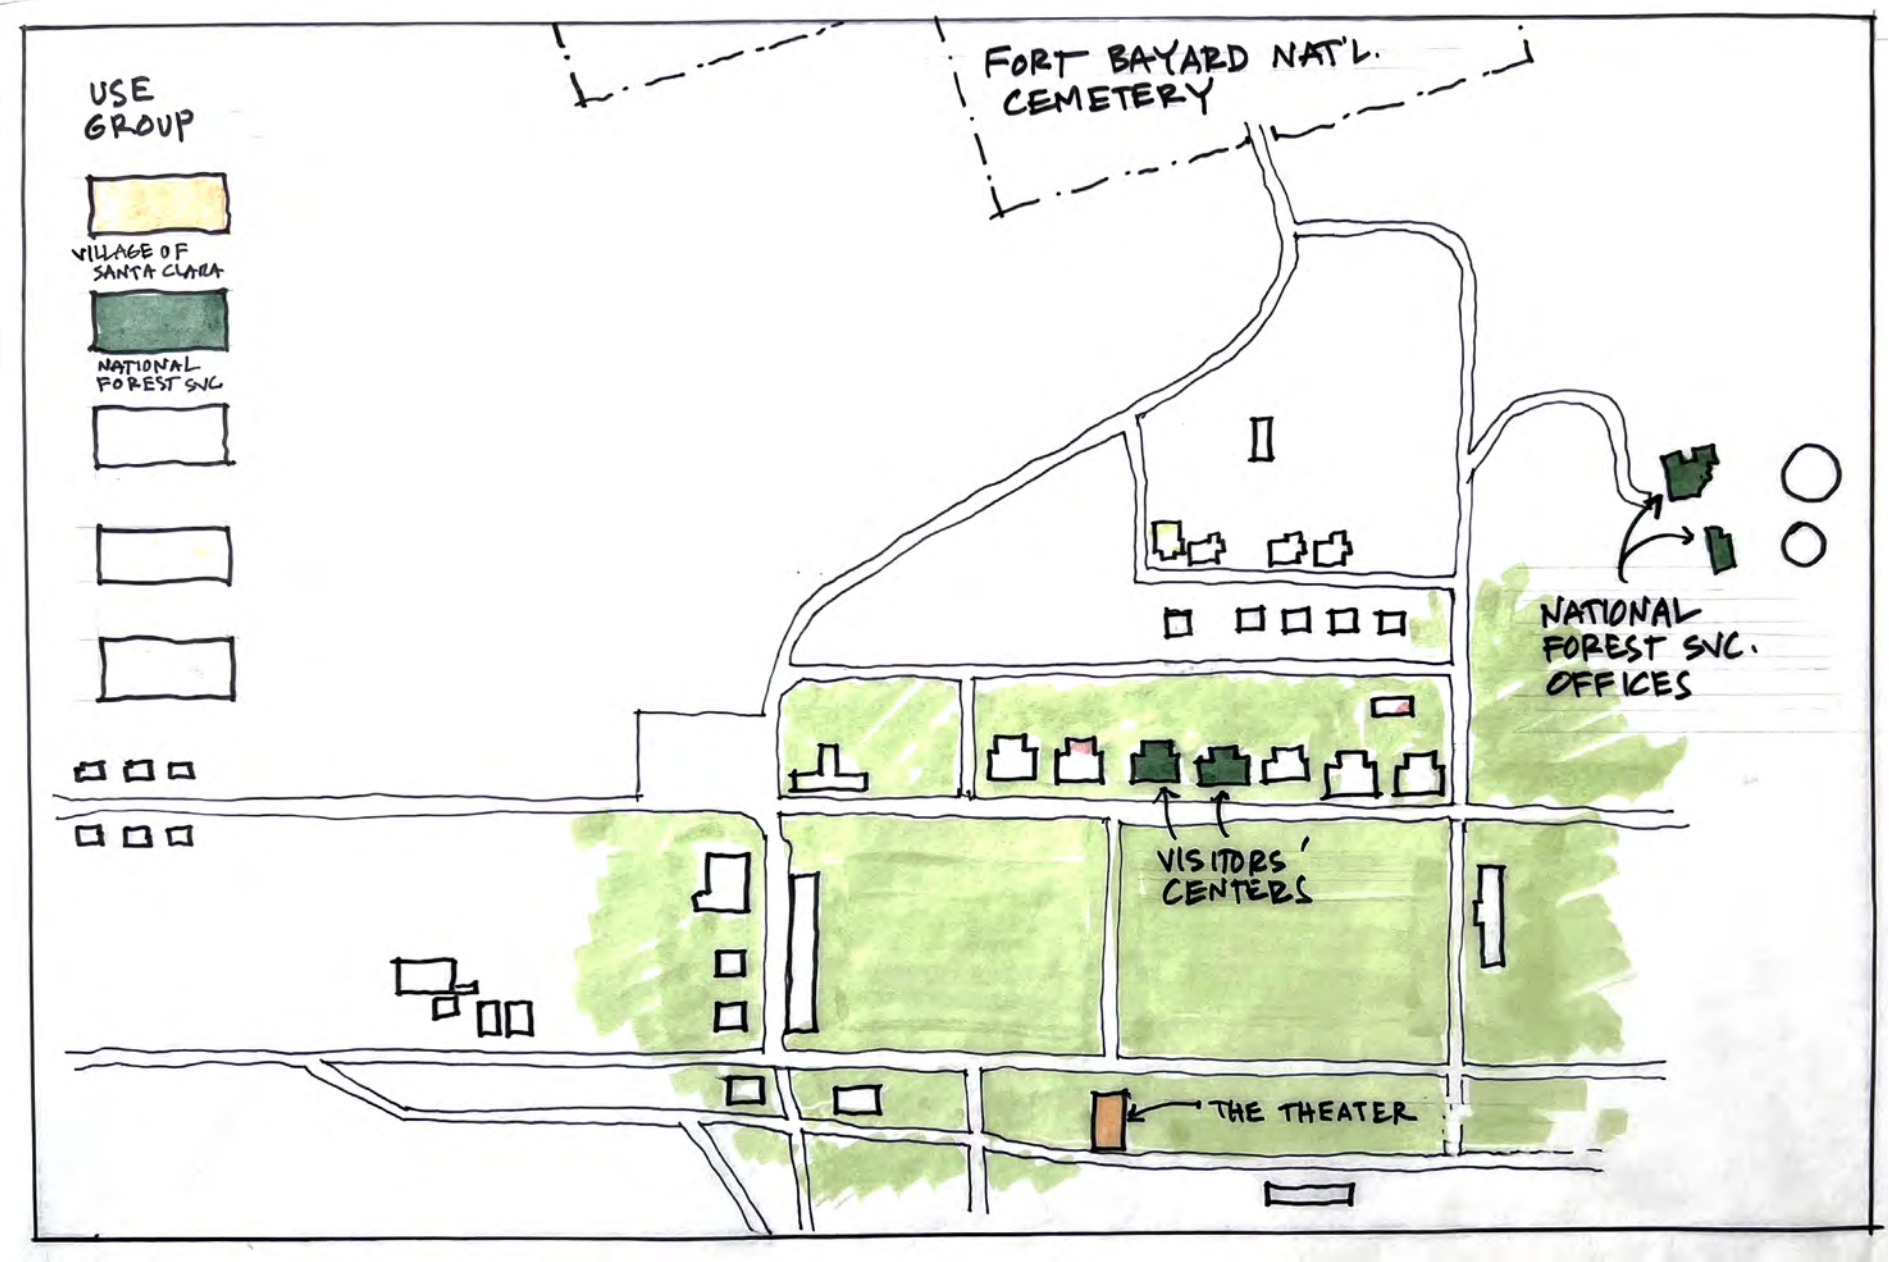 FORT BAYARD NAT'L.
CEMETERY
USE
GROUP
VILLAGE OF
SANTA CLARA
NATIONAL
FOREST SVC
NATIONAL
FOREST SVC.
OFFICES
VISITORS'
CENTERS
THE THEATER